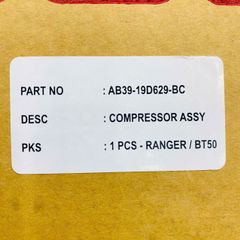 PART NO : AB39-19D629-BC
DESC : COMPRESSOR ASSY
PKS : 1 PCS - RANGER / BT50